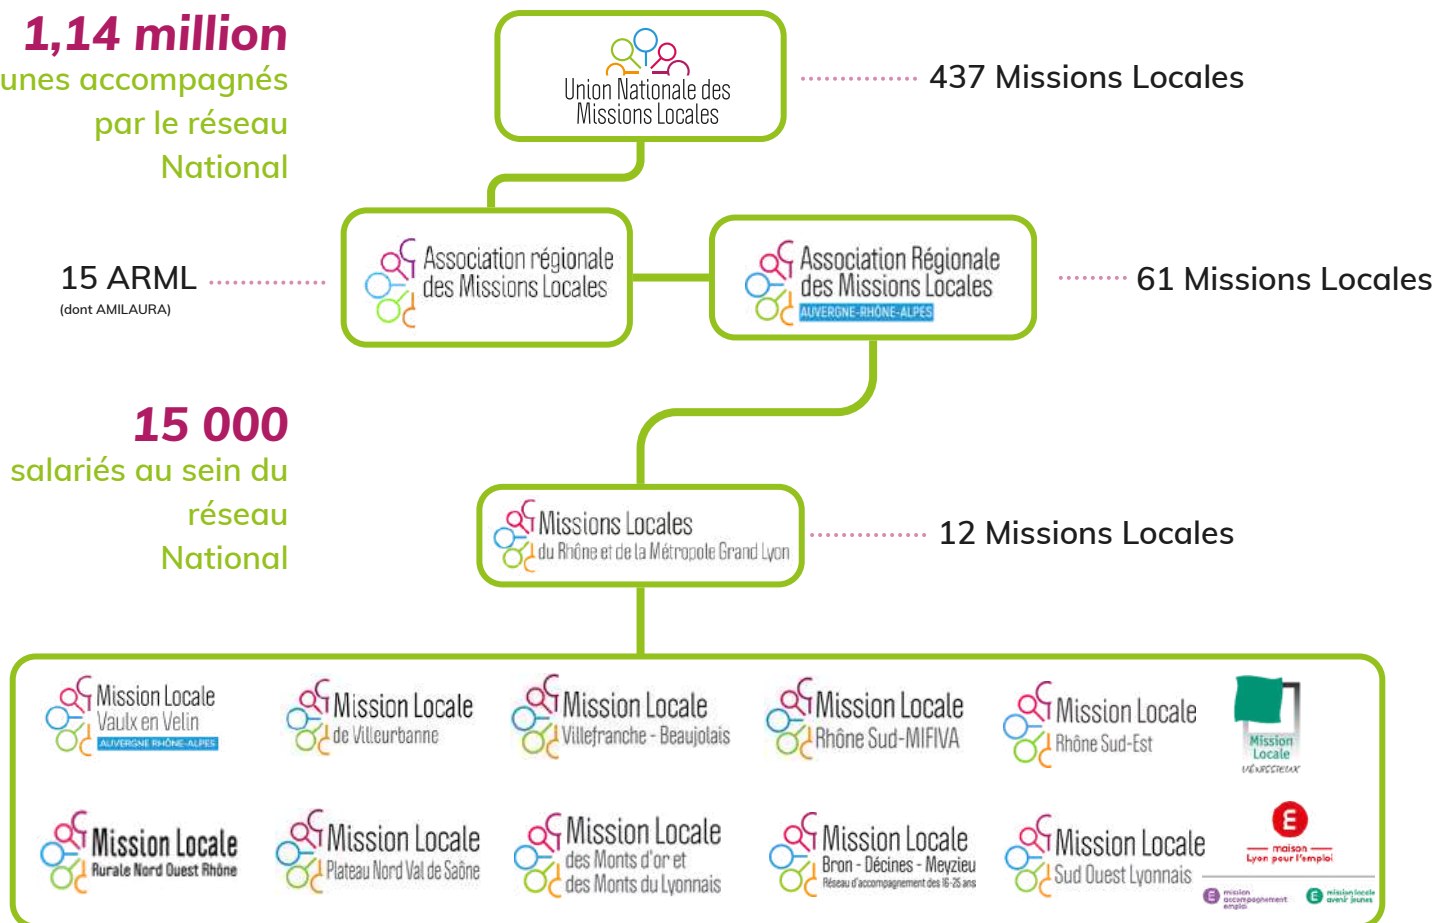 1,14 million
unes accompagnés
par le réseau
National
Union Nationale des
Missions Locales
437 Missions Locales
15 ARML
(dont AMILAURA)
Association régionale
des Missions Locales
Association Régionale
des Missions Locales
AUVERGNE-RHÔNE-ALPES
61 Missions Locales
15 000
salariés au sein du
réseau
National
Missions Locales
du Rhône et de la Métropole Grand Lyon
12 Missions Locales
Mission Locale
Vaulx en Velin
AUVERGNE RHÔNE-ALPES
Mission Locale
de Villeurbanne
Mission Locale
Villefranche - Beaujolais
Mission Locale
Rhône Sud-MIFIVA
Mission Locale
Rhône Sud-Est
Mission
Locale
VÉNISSIEUX
Mission Locale
Rurale Nord Ouest Rhône
Mission Locale
Plateau Nord Val de Saône
Mission Locale
des Monts d'or et
des Monts du Lyonnais
Mission Locale
Bron - Décines - Meyzieu
Réseau d'accompagnement des 16-25 ans
Mission Locale
Sud Ouest Lyonnais
E
maison
Lyon pour l'emploi
E
mission
accompagnement
emploi
E
mission locale
avenir jeunes